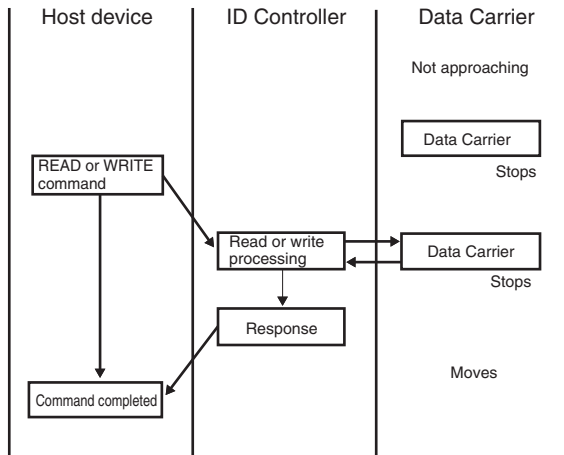 Host device
ID Controller
Data Carrier
Not approaching
Data Carrier
Stops
READ or WRITE
command
Read or write
processing
Data Carrier
Stops
Response
Moves
Command completed